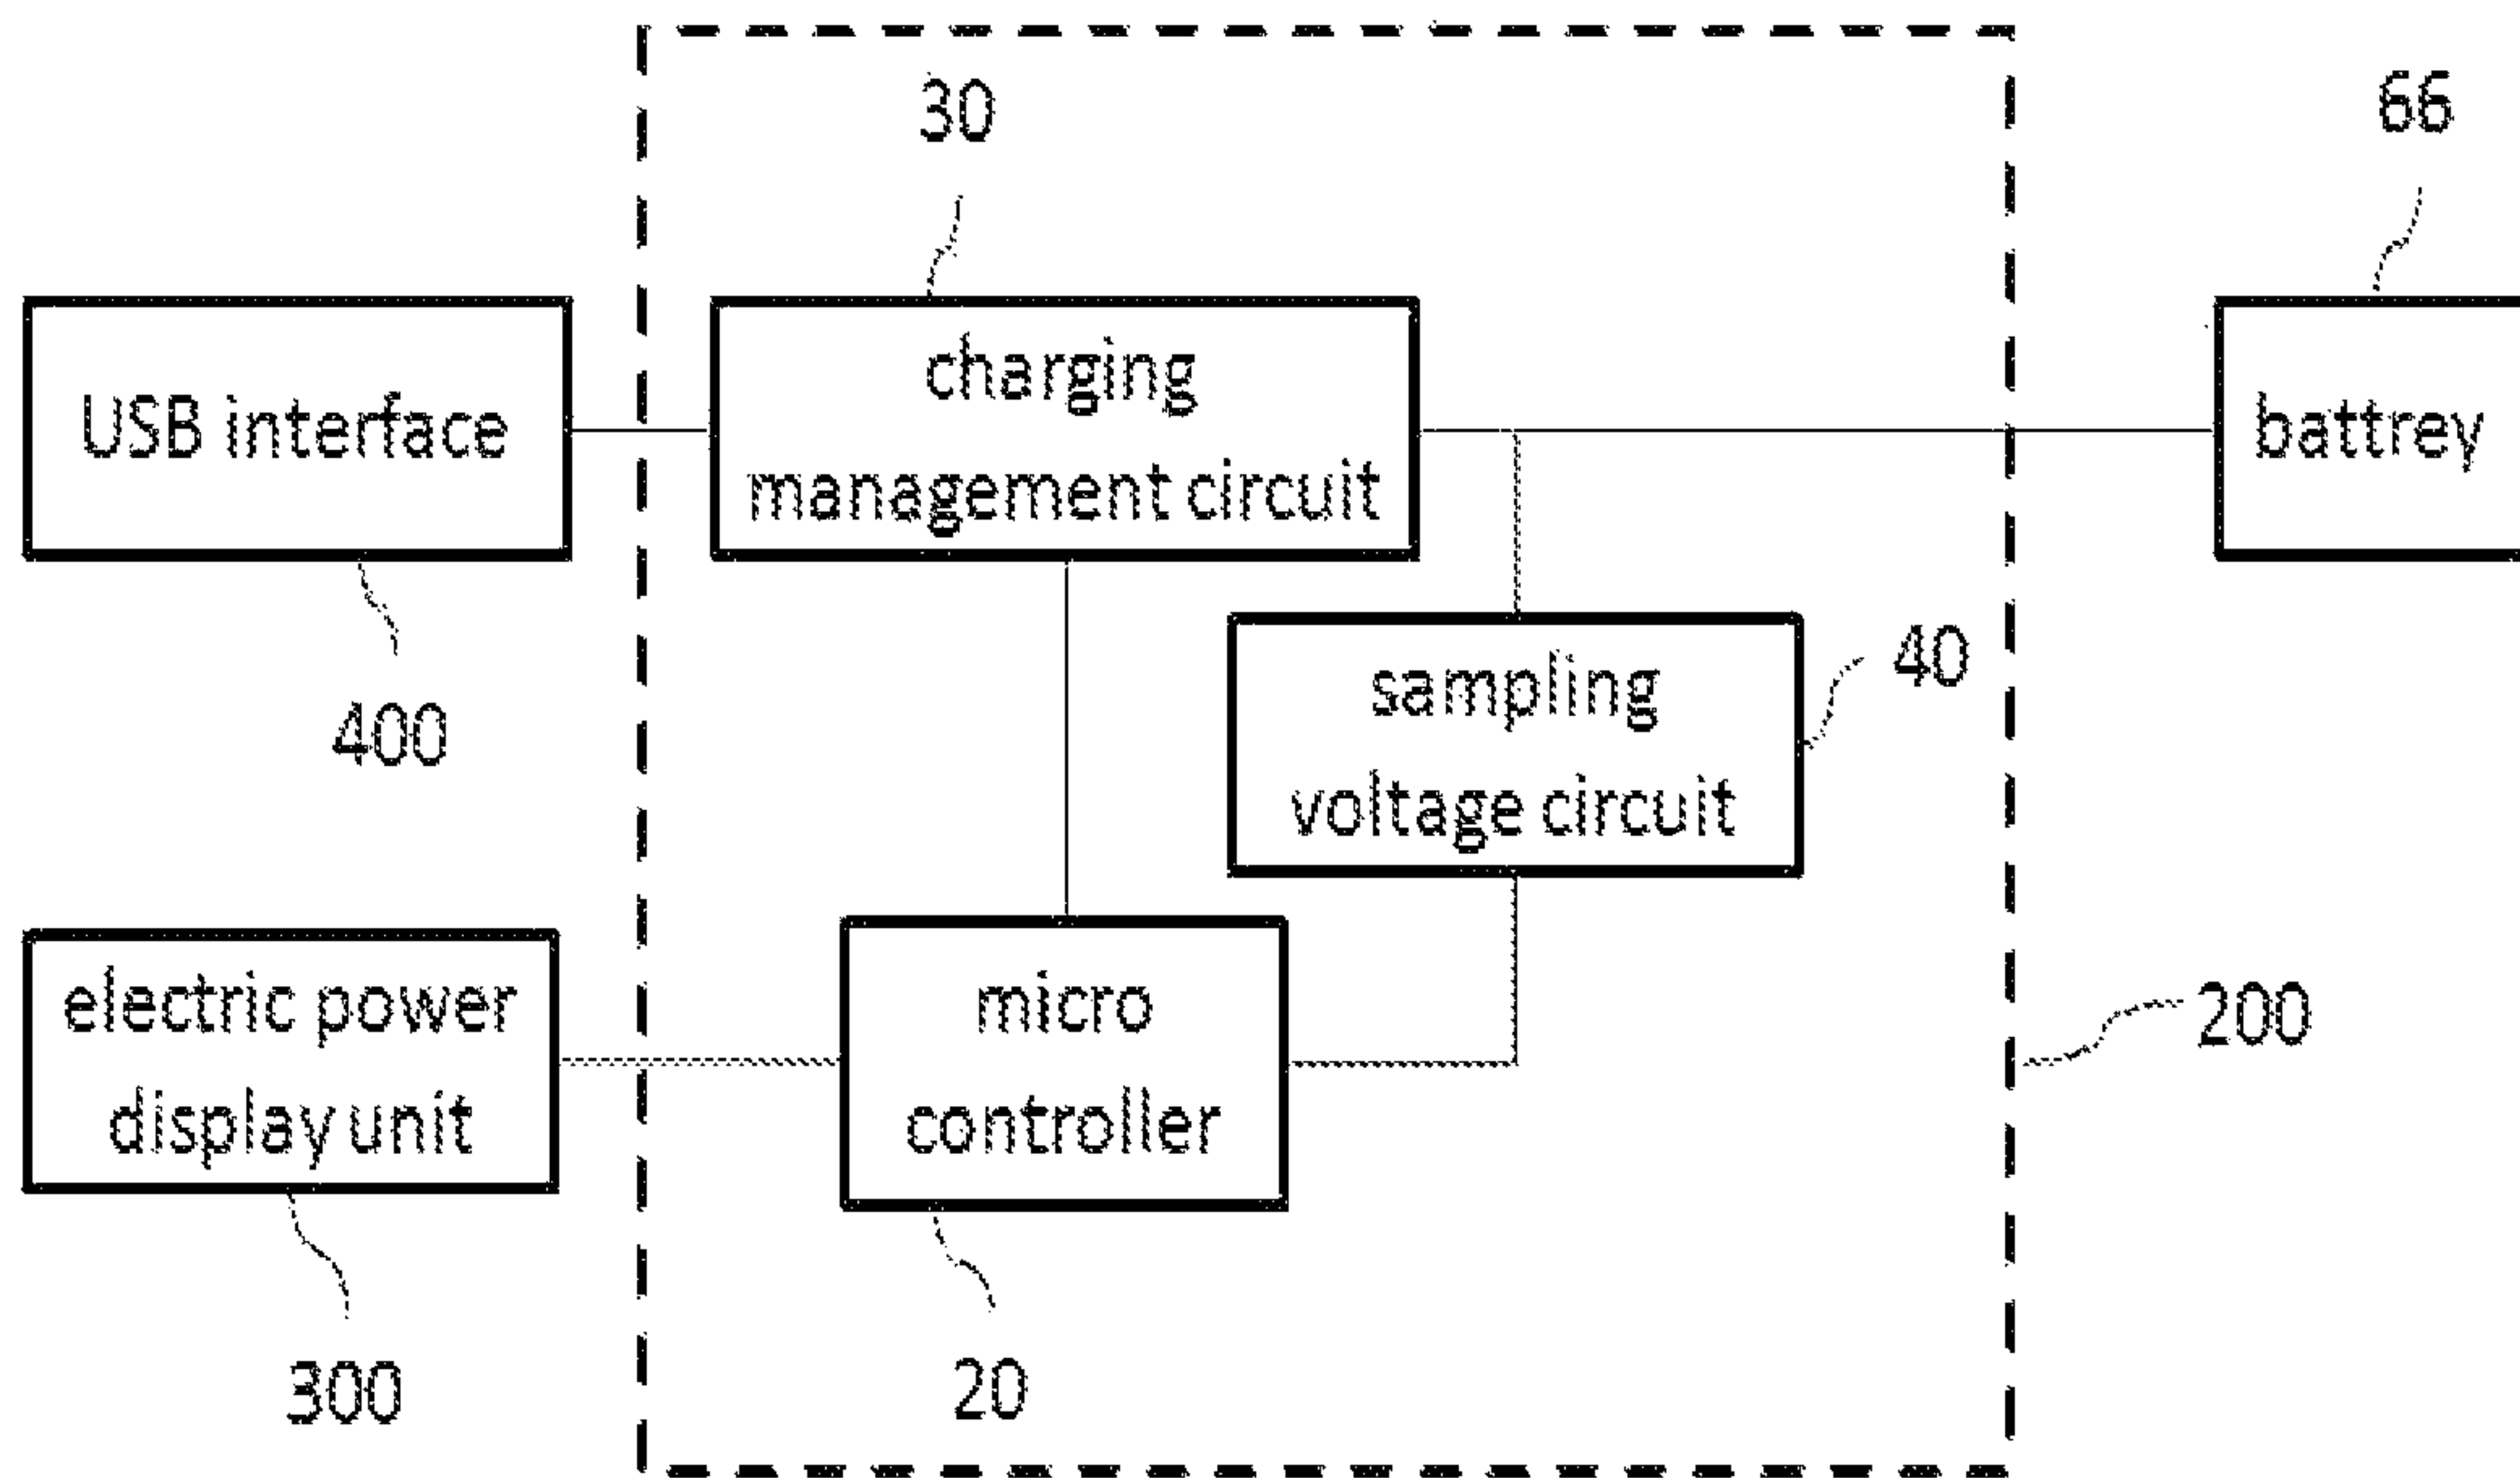 30
66
USB interface
charging
management circuit
battrey
400
sampling
voltage circuit
40
electric power
display unit
micro
controller
200
300
20